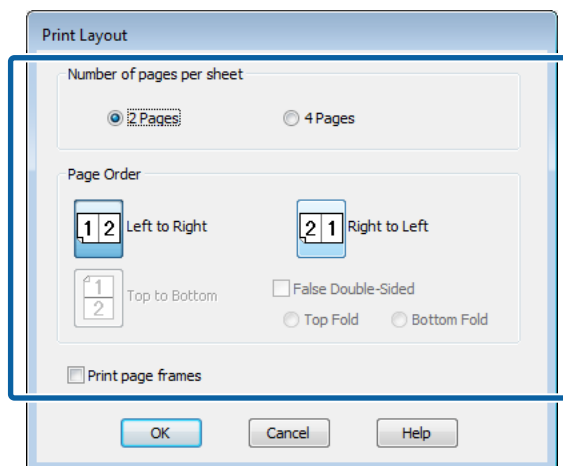 Print Layout
Number of pages per sheet
2 Pages 4 Pages
Page Order
1 2 Left to Right 2 1 Right to Left
1 2 Top to Bottom False Double-Sided
Top Fold Bottom Fold
Print page frames
OK Cancel Help